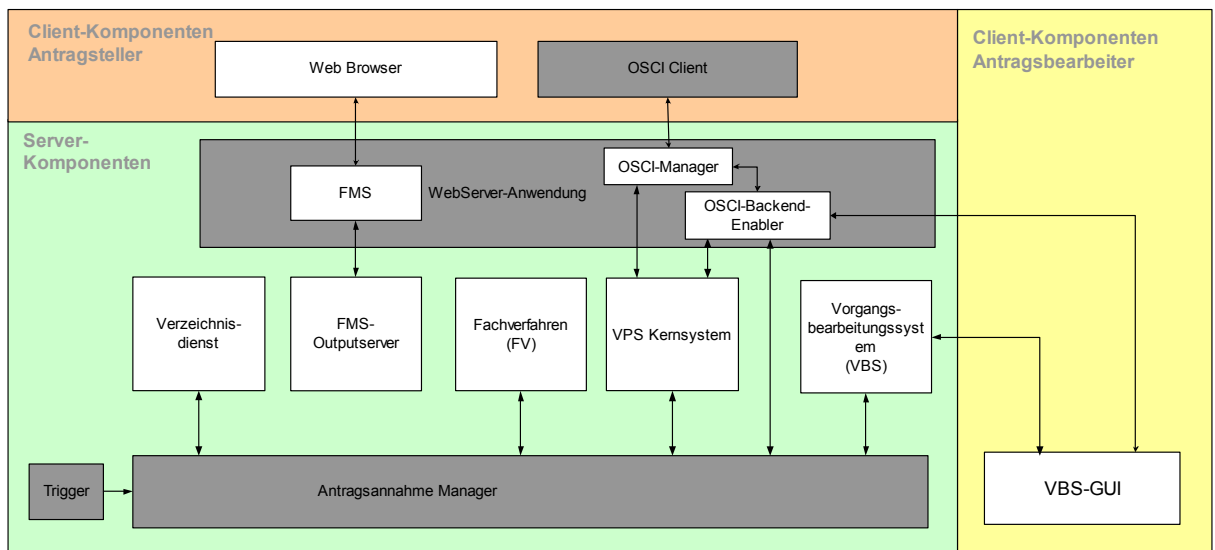 Client-Komponenten
Antragsteller
Web Browser
OSCI Client
Client-Komponenten
Antragsbearbeiter
Server-
Komponenten
FMS
WebServer-Anwendung
OSCI-Manager
OSCI-Backend-
Enabler
Verzeichnis-
dienst
FMS-
Outputserver
Fachverfahren
(FV)
VPS Kernsystem
Vorgangs-
bearbeitungssyst
em
(VBS)
Trigger
Antragsannahme Manager
VBS-GUI